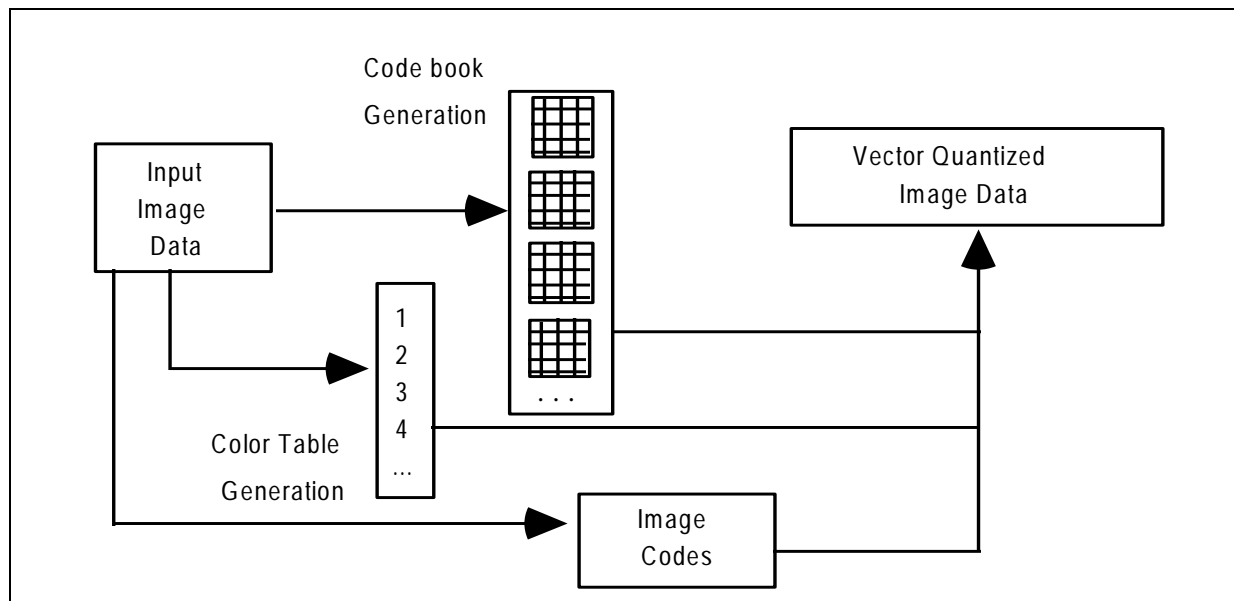 Code book
Generation
Input
Image
Data
Vector Quantized
Image Data
1
2
3
4
...
. . .
Color Table
Generation
Image
Codes